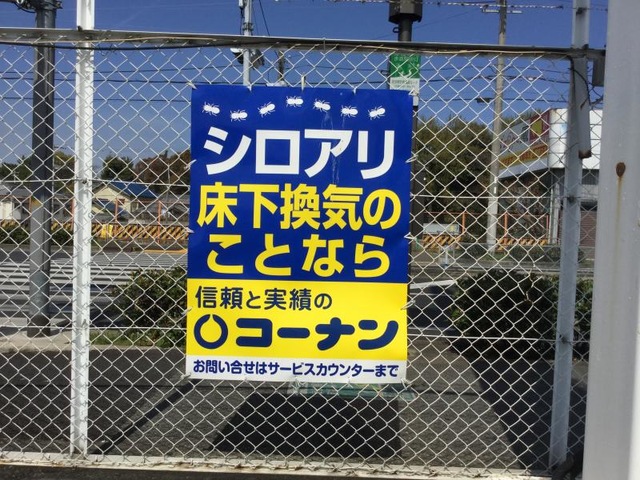 シロアリ
床下換気の
ことなら
信頼と実績の
コーナン
お問い合せはサービスカウンターまで